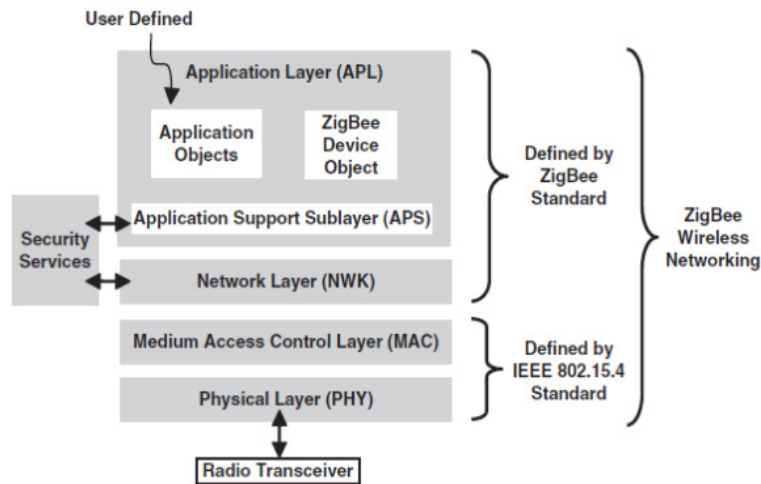 User Defined
Application Layer (APL)
Application
Objects
ZigBee
Device
Object
Application Support Sublayer (APS)
Security
Services
Network Layer (NWK)
Medium Access Control Layer (MAC)
Physical Layer (PHY)
Radio Transceiver
Defined by
ZigBee
Standard
Defined by
IEEE 802.15.4
Standard
ZigBee
Wireless
Networking